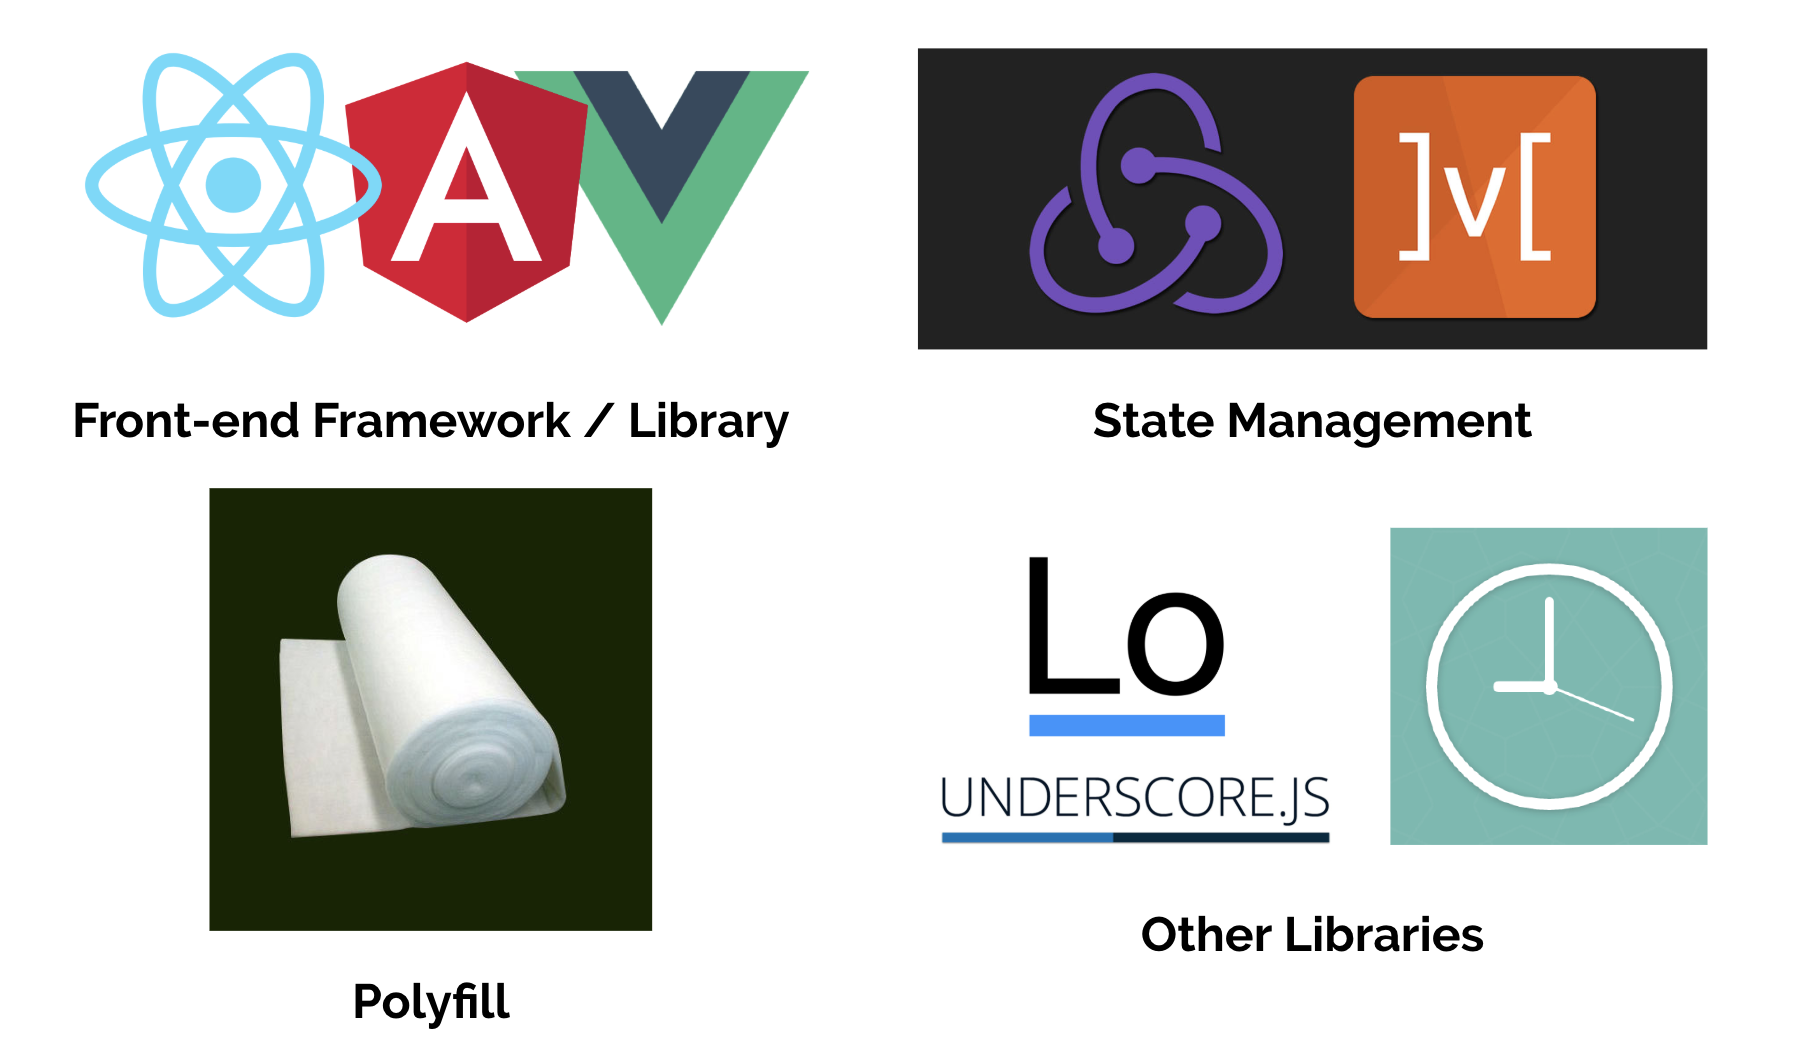 A
]v[
Front-end Framework / Library
State Management
Lo
UNDERSCORE.JS
Polyfill
Other Libraries